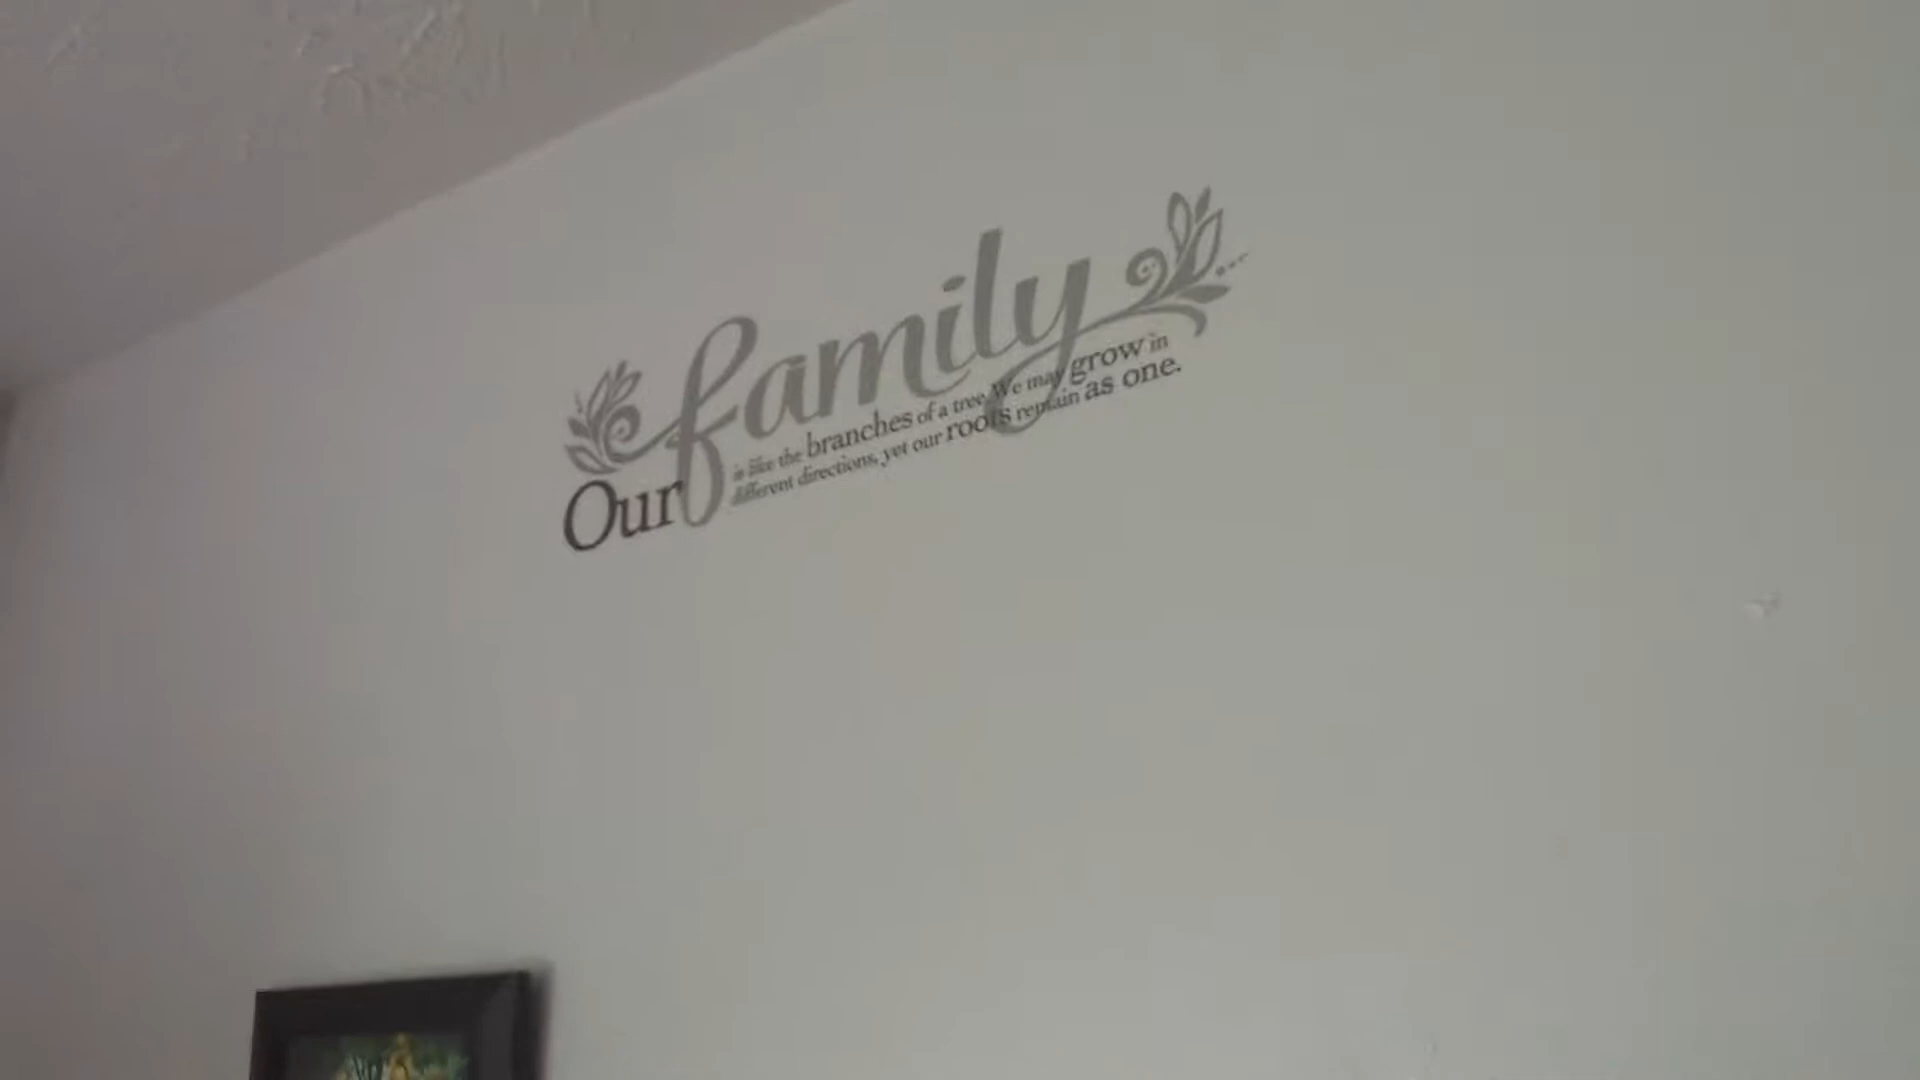 Our family
is like the branches of a tree. We may grow in
different directions, yet our roots remain as one.